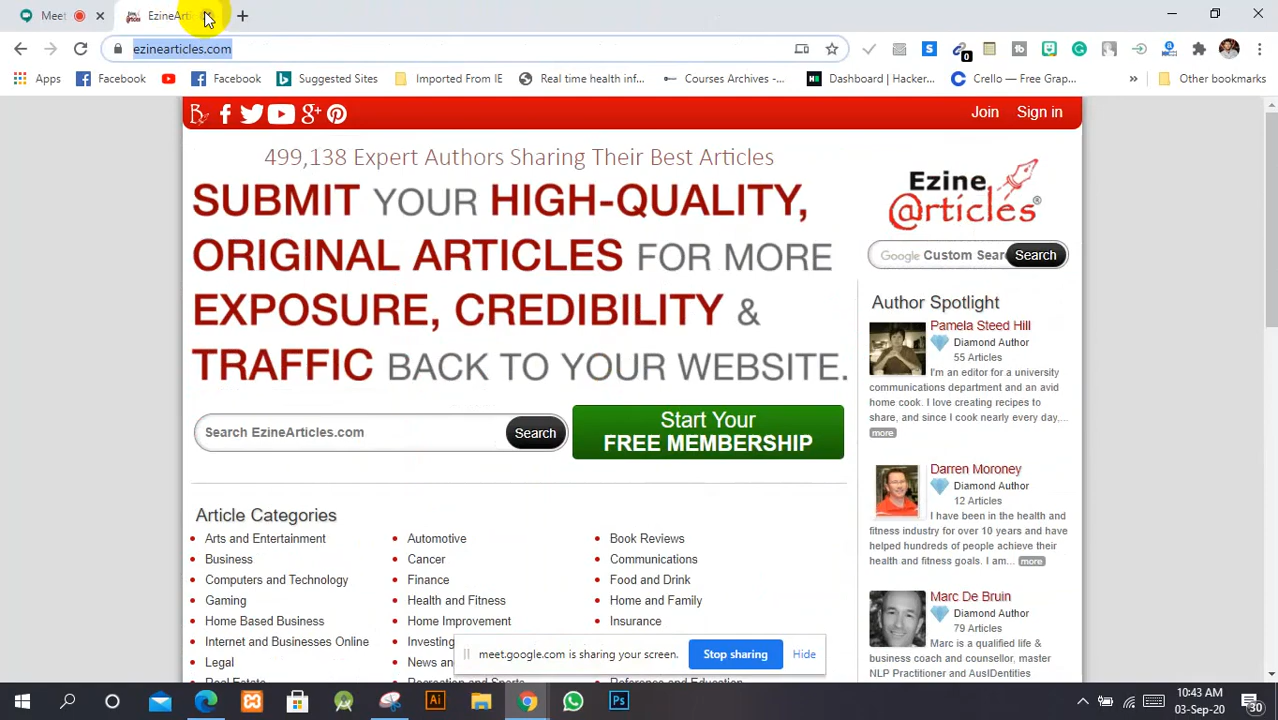 Meet
EzineArti
ezinearticles.com
0
Apps
Facebook
Facebook
Suggested Sites
Imported From IE
Real time health inf...
Courses Archives -...
Dashboard | Hacker...
Crello — Free Grap...
»
Other bookmarks
Join
Sign in
499,138 Expert Authors Sharing Their Best Articles
SUBMIT YOUR HIGH-QUALITY,
ORIGINAL ARTICLES FOR MORE
EXPOSURE, CREDIBILITY &
TRAFFIC BACK TO YOUR WEBSITE.
Search EzineArticles.com
Search
Start Your
FREE MEMBERSHIP
Article Categories
Arts and Entertainment
Business
Computers and Technology
Gaming
Home Based Business
Internet and Businesses Online
Legal
Automotive
Cancer
Finance
Health and Fitness
Home Improvement
Investing
News an
Book Reviews
Communications
Food and Drink
Home and Family
Insurance
Ezine
@rticles®
Google Custom Sear
Search
Author Spotlight
Pamela Steed Hill
Diamond Author
55 Articles
I'm an editor for a university
communications department and an avid
home cook. I love creating recipes to
share, and since I cook nearly every day,...
more
Darren Moroney
Diamond Author
12 Articles
I have been in the health and
fitness industry for over 10 years and have
helped hundreds of people achieve their
health and fitness goals. I am... more
Marc De Bruin
Diamond Author
79 Articles
Marc is a qualified life &
business coach and counsellor, master
NLP Practitioner and AusIDentities
meet.google.com is sharing your screen.
Stop sharing
Hide
Ai
Ps
10:43 AM
03-Sep-20
30